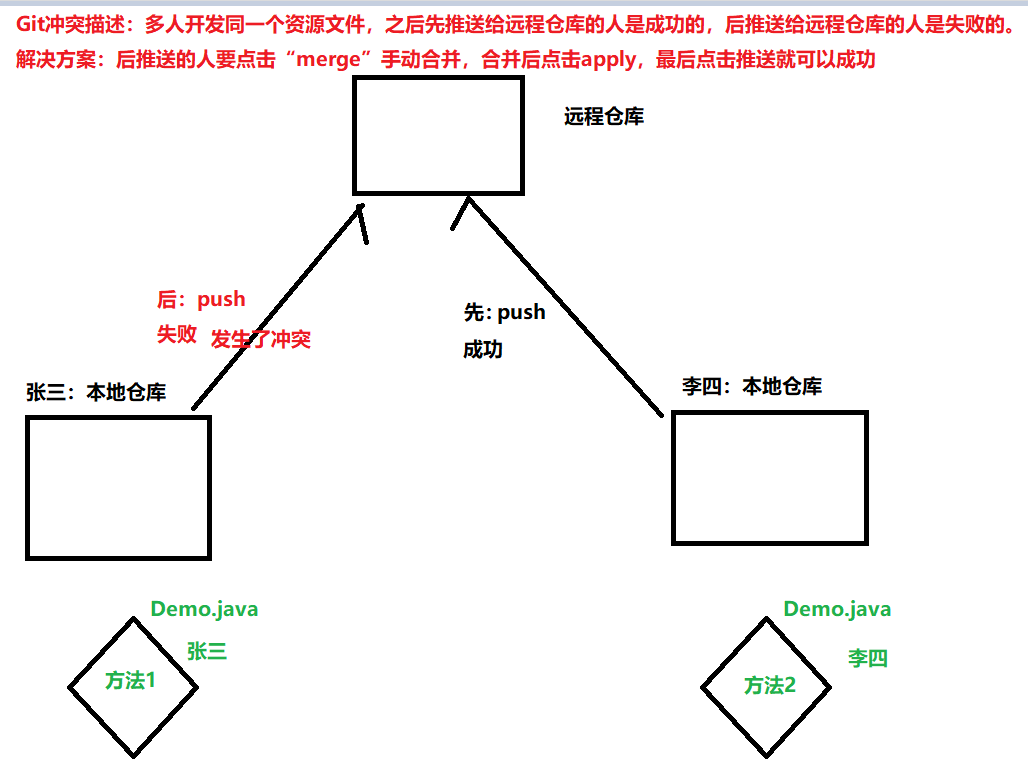 Git冲突描述：多人开发同一个资源文件，之后先推送给远程仓库的人是成功的，后推送给远程仓库的人是失败的。
解决方案：后推送的人要点击“merge”手动合并，合并后点击apply，最后点击推送就可以成功
远程仓库
后：push
失败 发生了冲突
先：push
成功
张三：本地仓库
李四：本地仓库
Demo.java
张三
方法1
Demo.java
李四
方法2